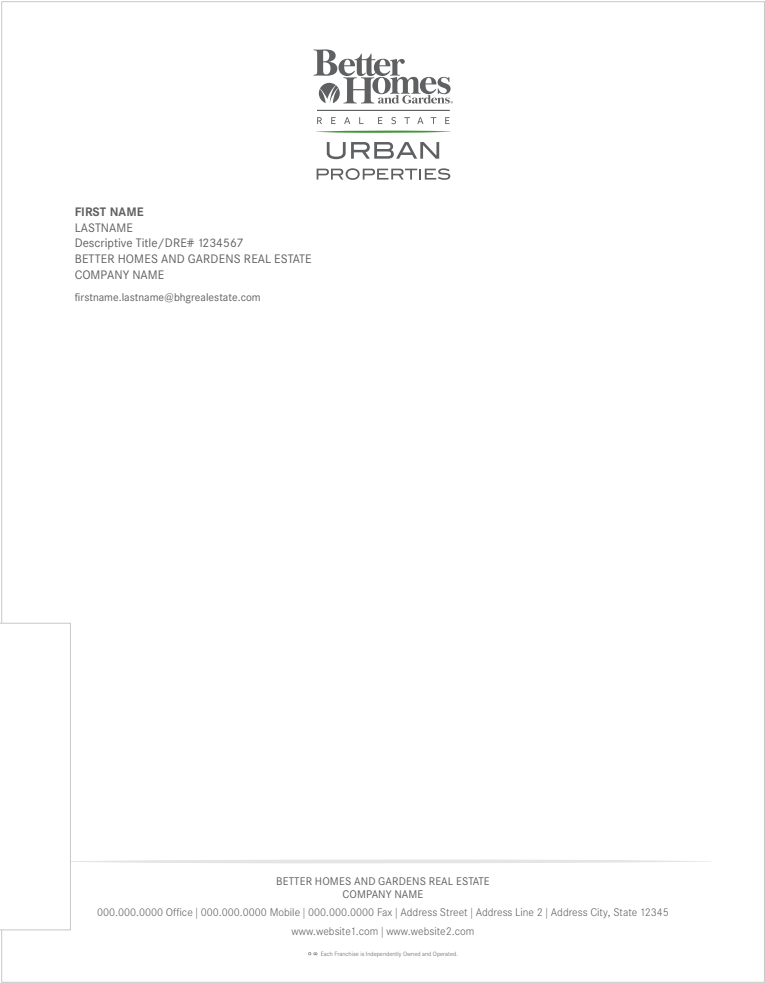 Better
Homes
and Gardens
REAL ESTATE
URBAN
PROPERTIES
FIRST NAME
LASTNAME
Descriptive Title/DRE# 1234567
BETTER HOMES AND GARDENS REAL ESTATE
COMPANY NAME
firstname.lastname@bhgrealestate.com
BETTER HOMES AND GARDENS REAL ESTATE
COMPANY NAME
000.000.0000 Office | 000.000.0000 Mobile | 000.000.0000 Fax | Address Street | Address Line 2 | Address City, State 12345
www.website1.com | www.website2.com
Each Franchise is Independently Owned and Operated.